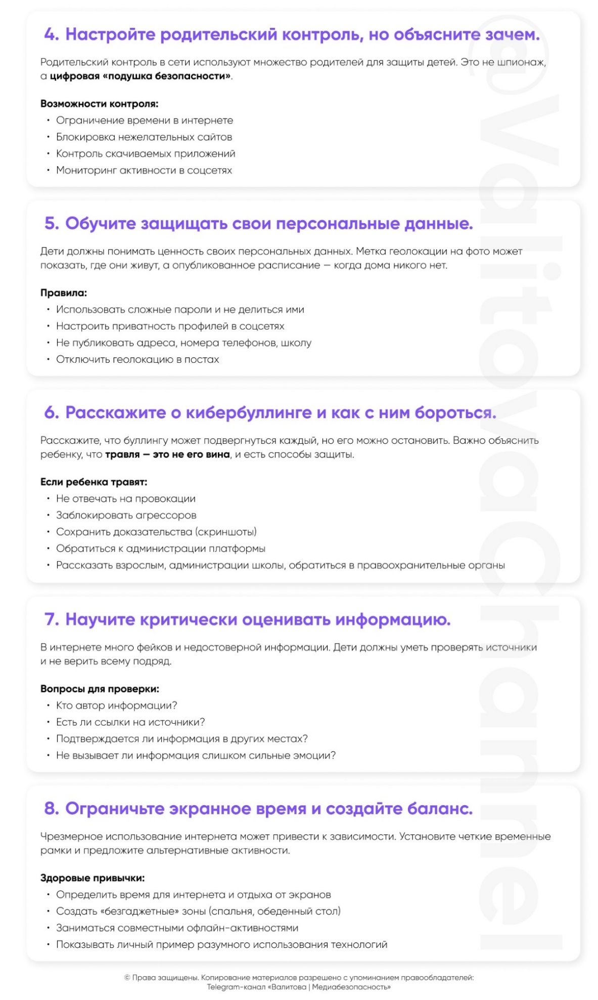 4. Настройте родительский контроль, но объясните зачем.
Родительский контроль в сети используют множество родителей для защиты детей. Это не шпионаж,
а цифровая «подушка безопасности».
Возможности контроля:
• Ограничение времени в интернете
• Блокировка нежелательных сайтов
• Контроль скачиваемых приложений
• Мониторинг активности в соцсетях
5. Обучите защищать свои персональные данные.
Дети должны понимать ценность своих персональных данных. Метка геолокации на фото может
показать, где они живут, а опубликованное расписание — когда дома никого нет.
Правила:
• Использовать сложные пароли и не делиться ими
• Настроить приватность профилей в соцсетях
• Не публиковать адреса, номера телефонов, школу
• Отключить геолокацию в постах
6. Расскажите о кибербуллинге и как с ним бороться.
Расскажите, что буллингу может подвергнуться каждый, но его можно остановить. Важно объяснить
ребенку, что травля — это не его вина, и есть способы защиты.
Если ребенка травят:
• Не отвечать на провокации
• Заблокировать агрессоров
• Сохранить доказательства (скриншоты)
• Обратиться к администрации платформы
• Рассказать взрослым, администрации школы, обратиться в правоохранительные органы
7. Научите критически оценивать информацию.
В интернете много фейков и недостоверной информации. Дети должны уметь проверять источники
и не верить всему подряд.
Вопросы для проверки:
• Кто автор информации?
• Есть ли ссылки на источники?
• Подтверждается ли информация в других местах?
• Не вызывает ли информация слишком сильные эмоции?
8. Ограничьте экранное время и создайте баланс.
Чрезмерное использование интернета может привести к зависимости. Установите четкие временные
рамки и предложите альтернативные активности.
Здоровые привычки:
• Определить время для интернета и отдыха от экранов
• Создать «безгаджетные» зоны (спальня, обеденный стол)
• Заниматься совместными офлайн-активностями
• Показывать личный пример разумного использования технологий
© Права защищены. Копирование материалов разрешено с упоминанием правообладателей:
Telegram-канал «Валитова | Медиабезопасность»
@ValitovaChannel